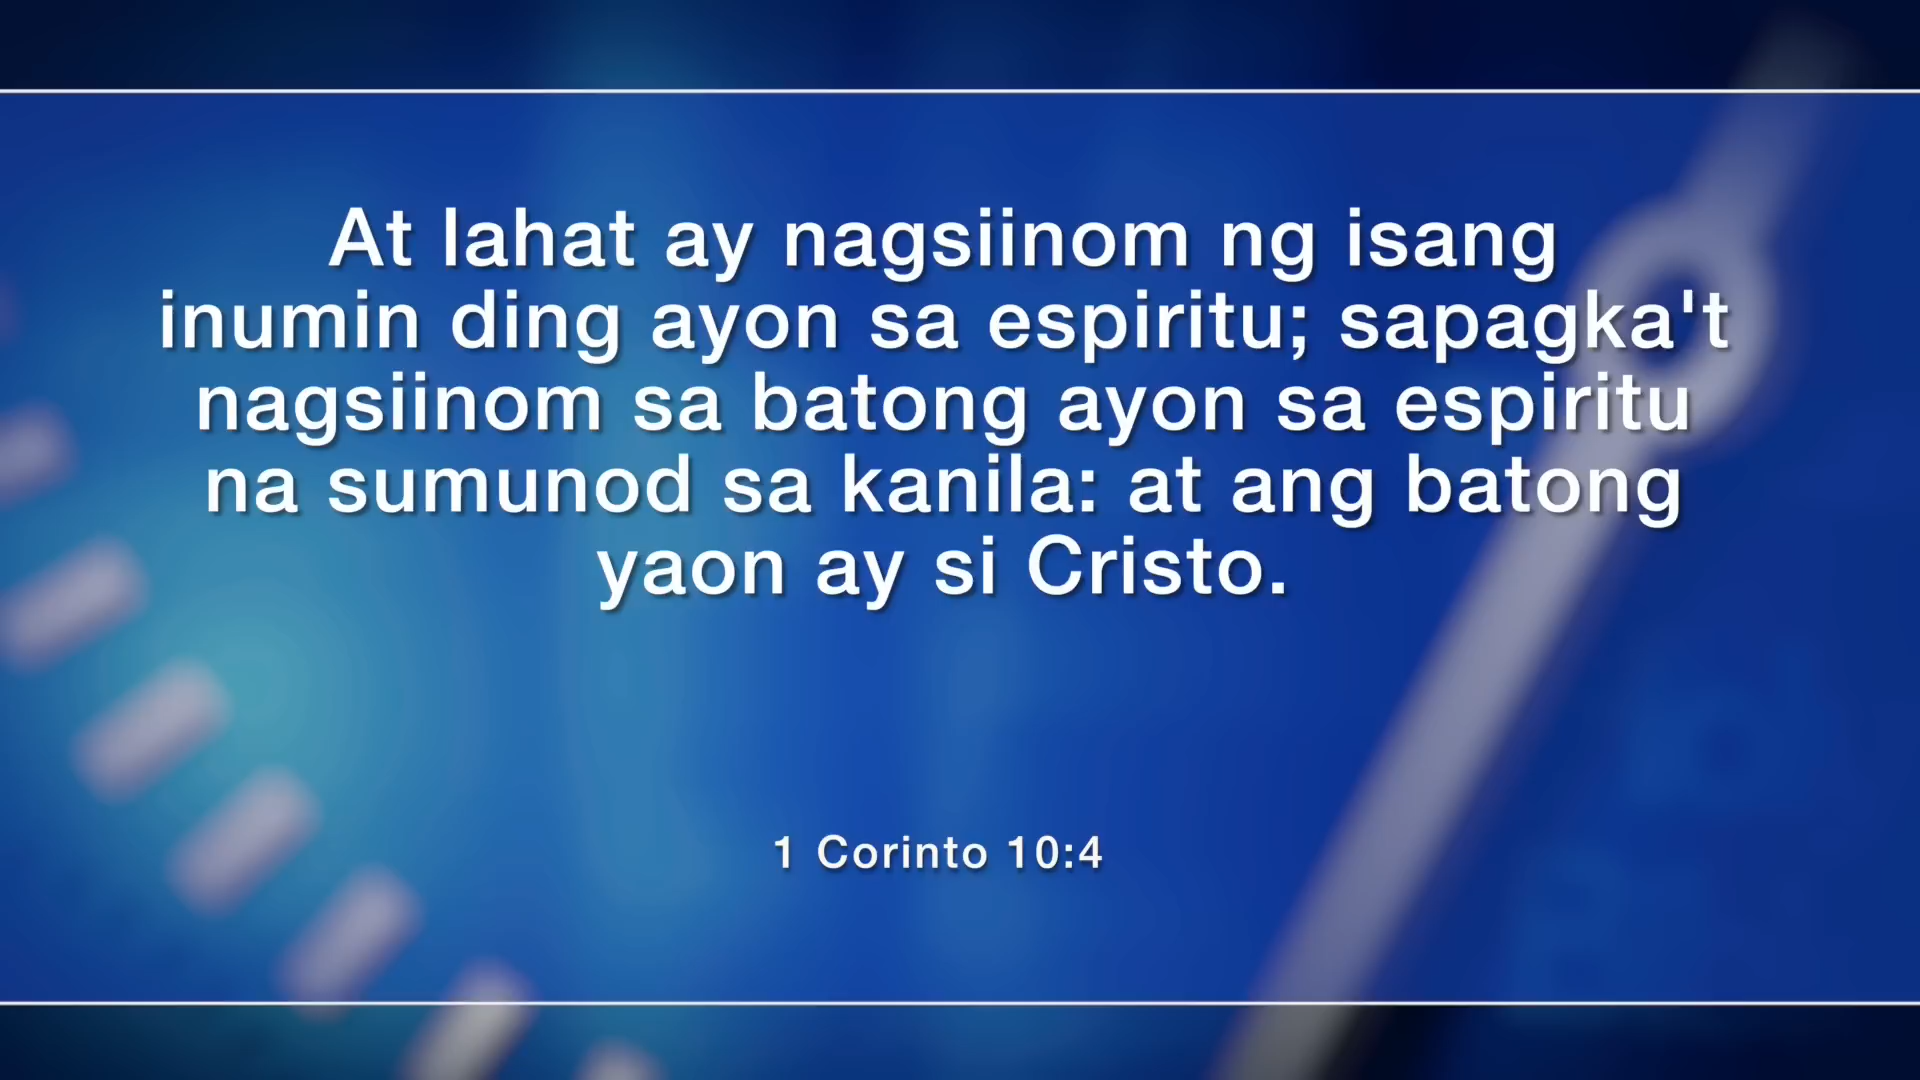 At lahat ay nagsiinom ng isang
inumin ding ayon sa espiritu; sapagka't
nagsiinom sa batong ayon sa espiritu
na sumunod sa kanila: at ang batong
yaon ay si Cristo.
1 Corinto 10:4